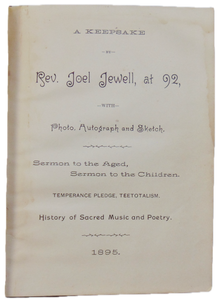 A KEEPSAKE
OF
Rev. Joel Jewell, at 92,
—WITH—
Photo. Autograph and Sketch.
Sermon to the Aged,
Sermon to the Children.
TEMPERANCE PLEDGE, TEETOTALISM.
History of Sacred Music and Poetry.
1895.